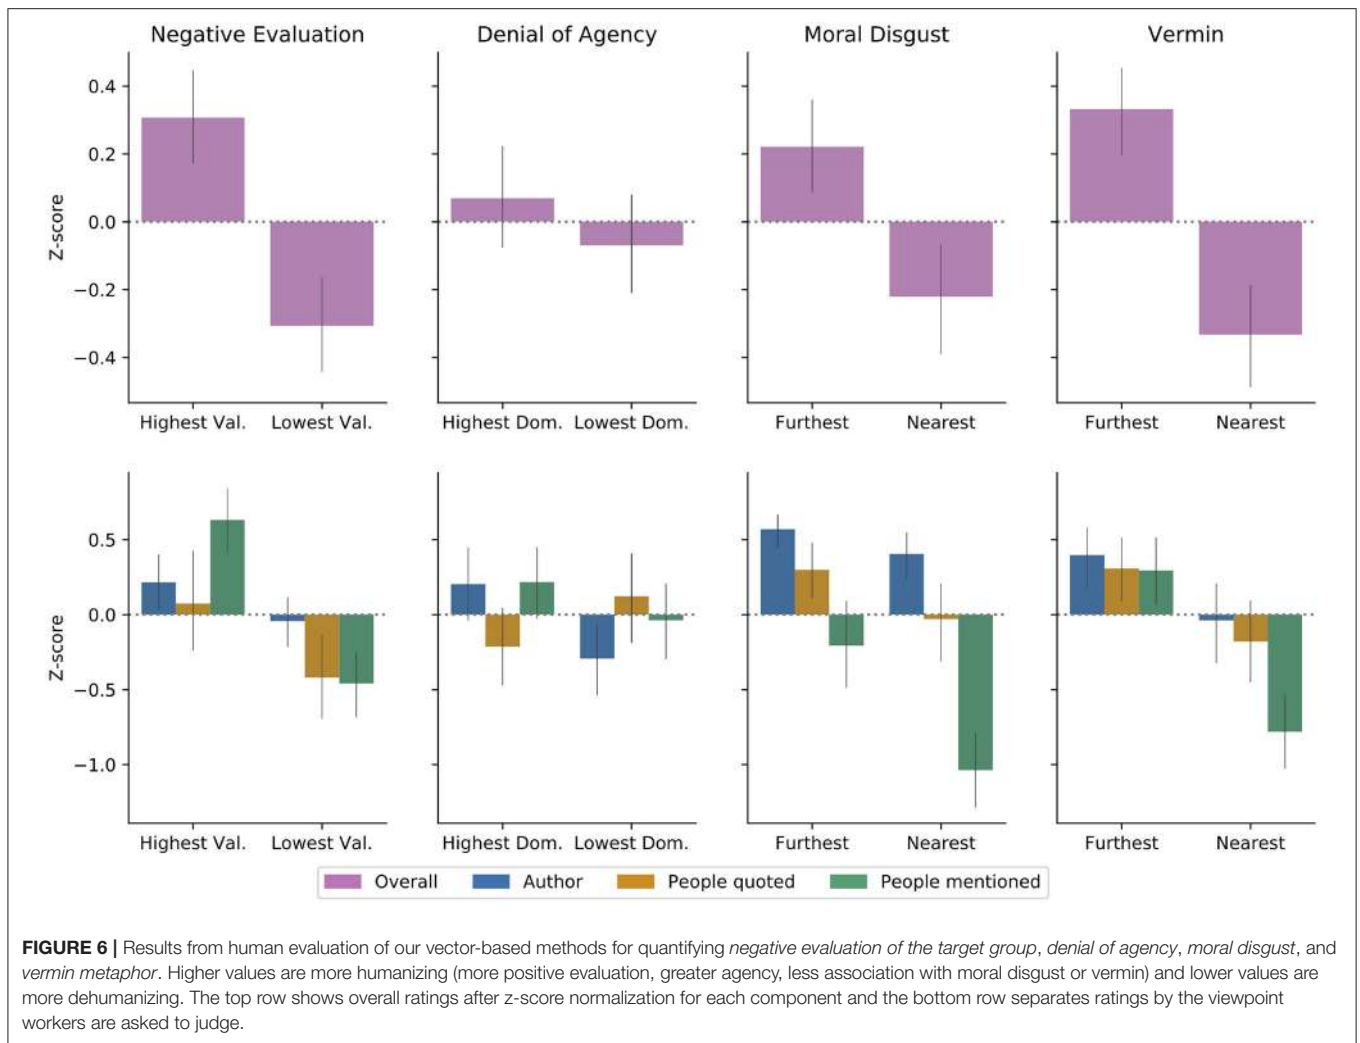 Negative Evaluation
Denial of Agency
Moral Disgust
Vermin
Z-score
0.4
0.2
0.0
−0.2
−0.4
Highest Val. Lowest Val.
Highest Dom. Lowest Dom.
Furthest Nearest
Furthest Nearest
Z-score
0.5
0.0
−0.5
−1.0
Highest Val. Lowest Val.
Highest Dom. Lowest Dom.
Furthest Nearest
Furthest Nearest
Overall Author People quoted People mentioned
FIGURE 6 | Results from human evaluation of our vector-based methods for quantifying negative evaluation of the target group, denial of agency, moral disgust, and
vermin metaphor. Higher values are more humanizing (more positive evaluation, greater agency, less association with moral disgust or vermin) and lower values are
more dehumanizing. The top row shows overall ratings after z-score normalization for each component and the bottom row separates ratings by the viewpoint
workers are asked to judge.